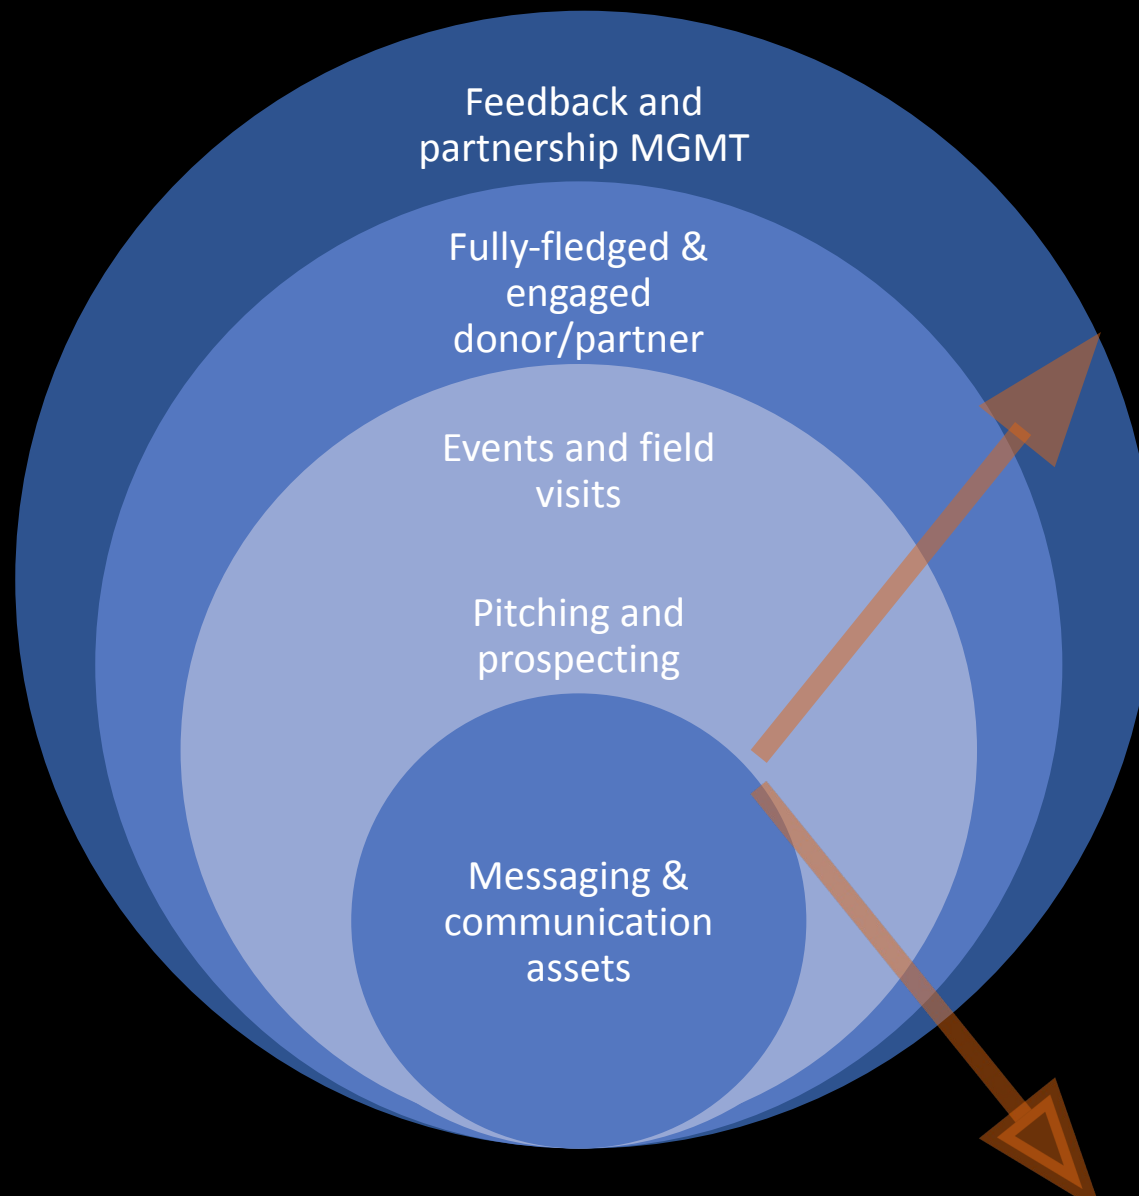 Feedback and
partnership MGMT
Fully-fledged &
engaged
donor/partner
Events and field
visits
Pitching and
prospecting
Messaging &
communication
assets